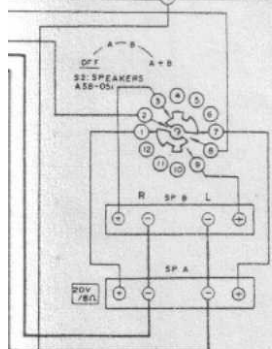 A — B
OFF A+B
S2: SPEAKERS
ASB-051
4
3 5
2 6
1 7
12 8
11 10 9
R SP B L
+ − − +
SP A
20V
/8Ω + − − +